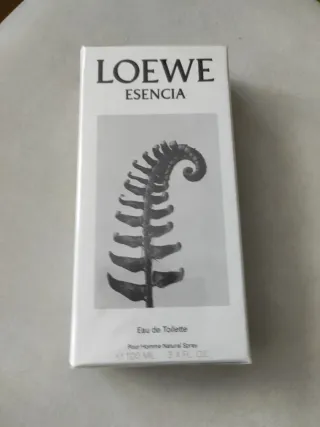 LOEWE
ESENCIA
Eau de Toilette
Pour Homme Natural Spray
℮ 100 ML. 3.4 FL. OZ.